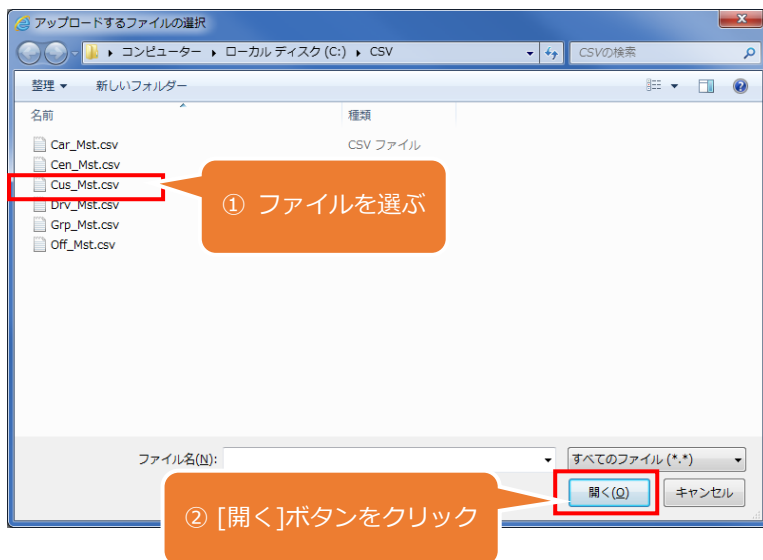 アップロードするファイルの選択
コンピューター ▸ ローカル ディスク (C:) ▸ CSV
CSVの検索
整理 新しいフォルダー
名前 種類
Car_Mst.csv CSV ファイル
Cen_Mst.csv
Cus_Mst.csv
Drv_Mst.csv
Grp_Mst.csv
Off_Mst.csv
① ファイルを選ぶ
ファイル名(N):
すべてのファイル (*.*)
開く(O) キャンセル
② [開く]ボタンをクリック